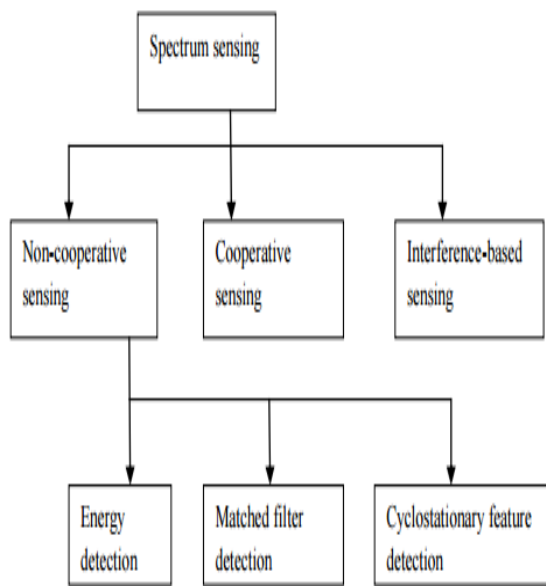 Spectrum sensing
Non-cooperative
sensing
Cooperative
sensing
Interference-based
sensing
Energy
detection
Matched filter
detection
Cyclostationary feature
detection